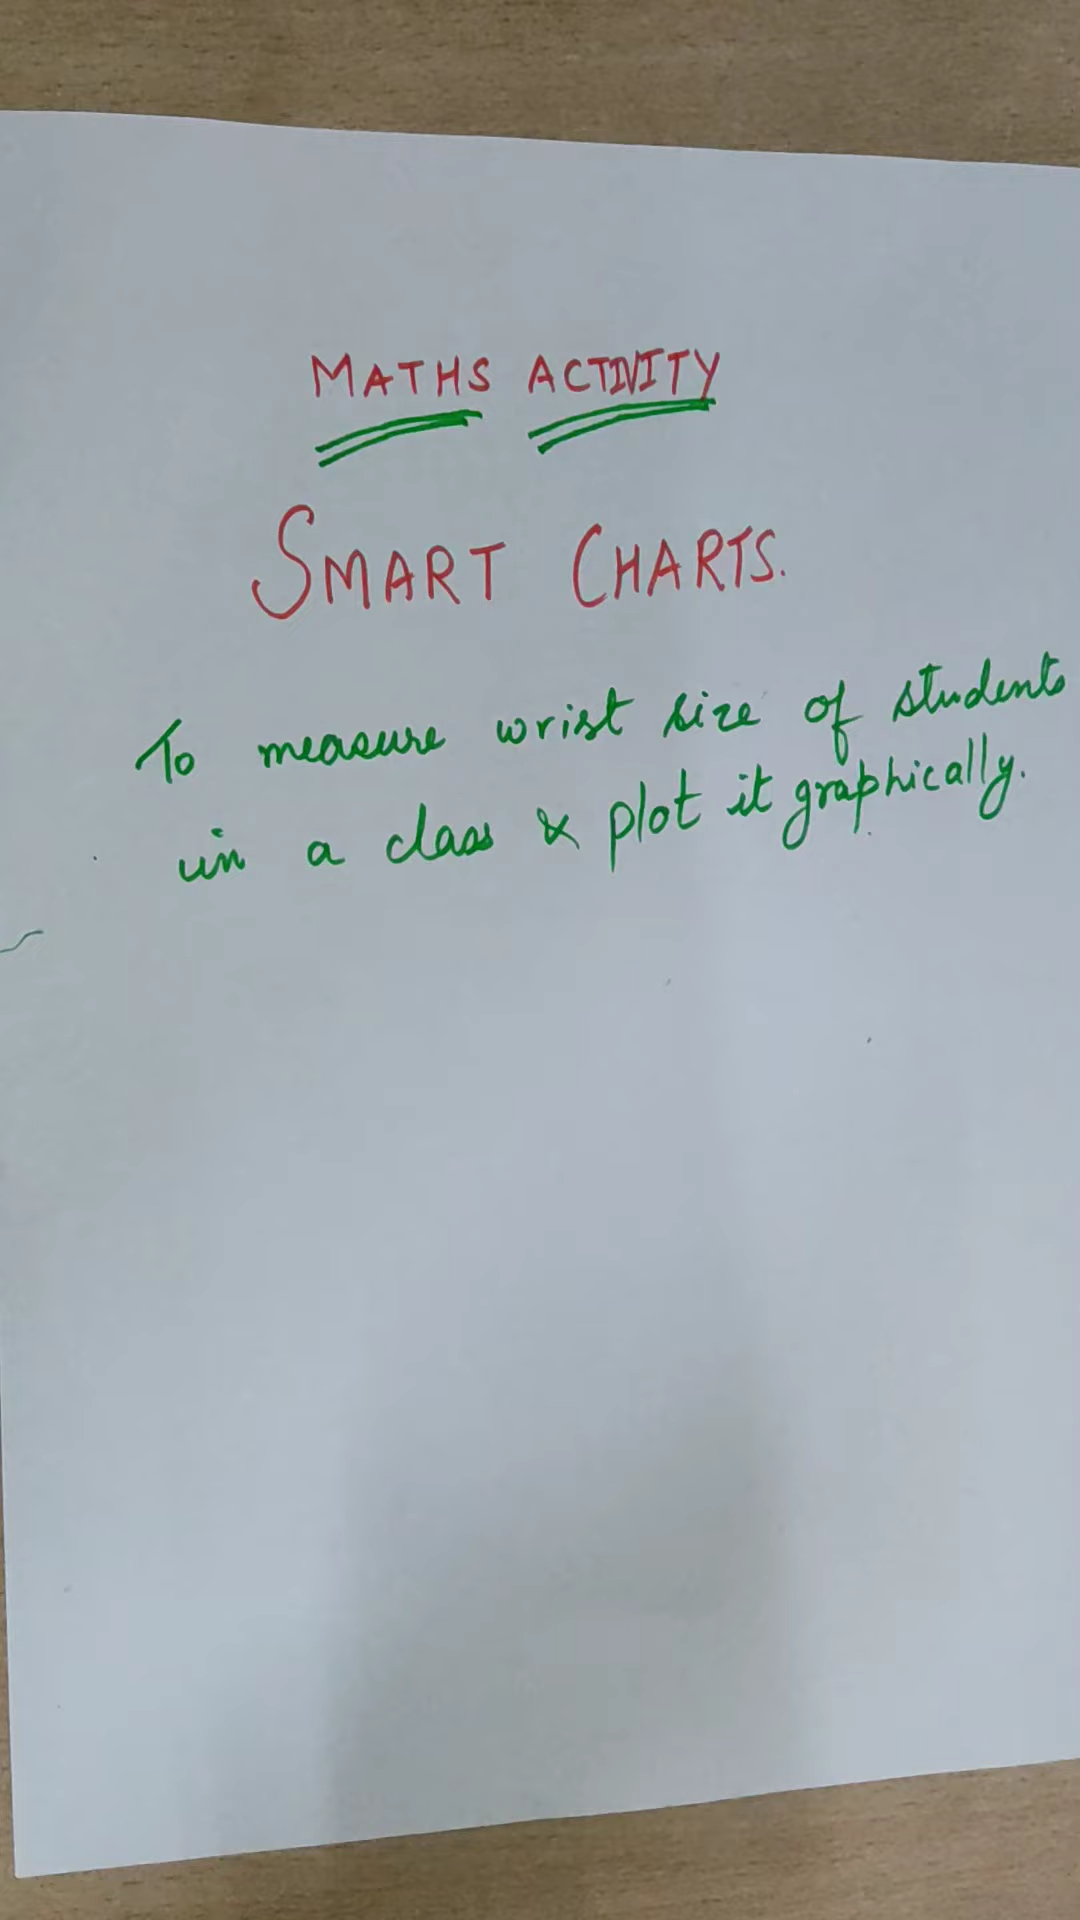 MATHS ACTIVITY
SMART CHARTS.
To measure wrist size of students
in a class & plot it graphically.